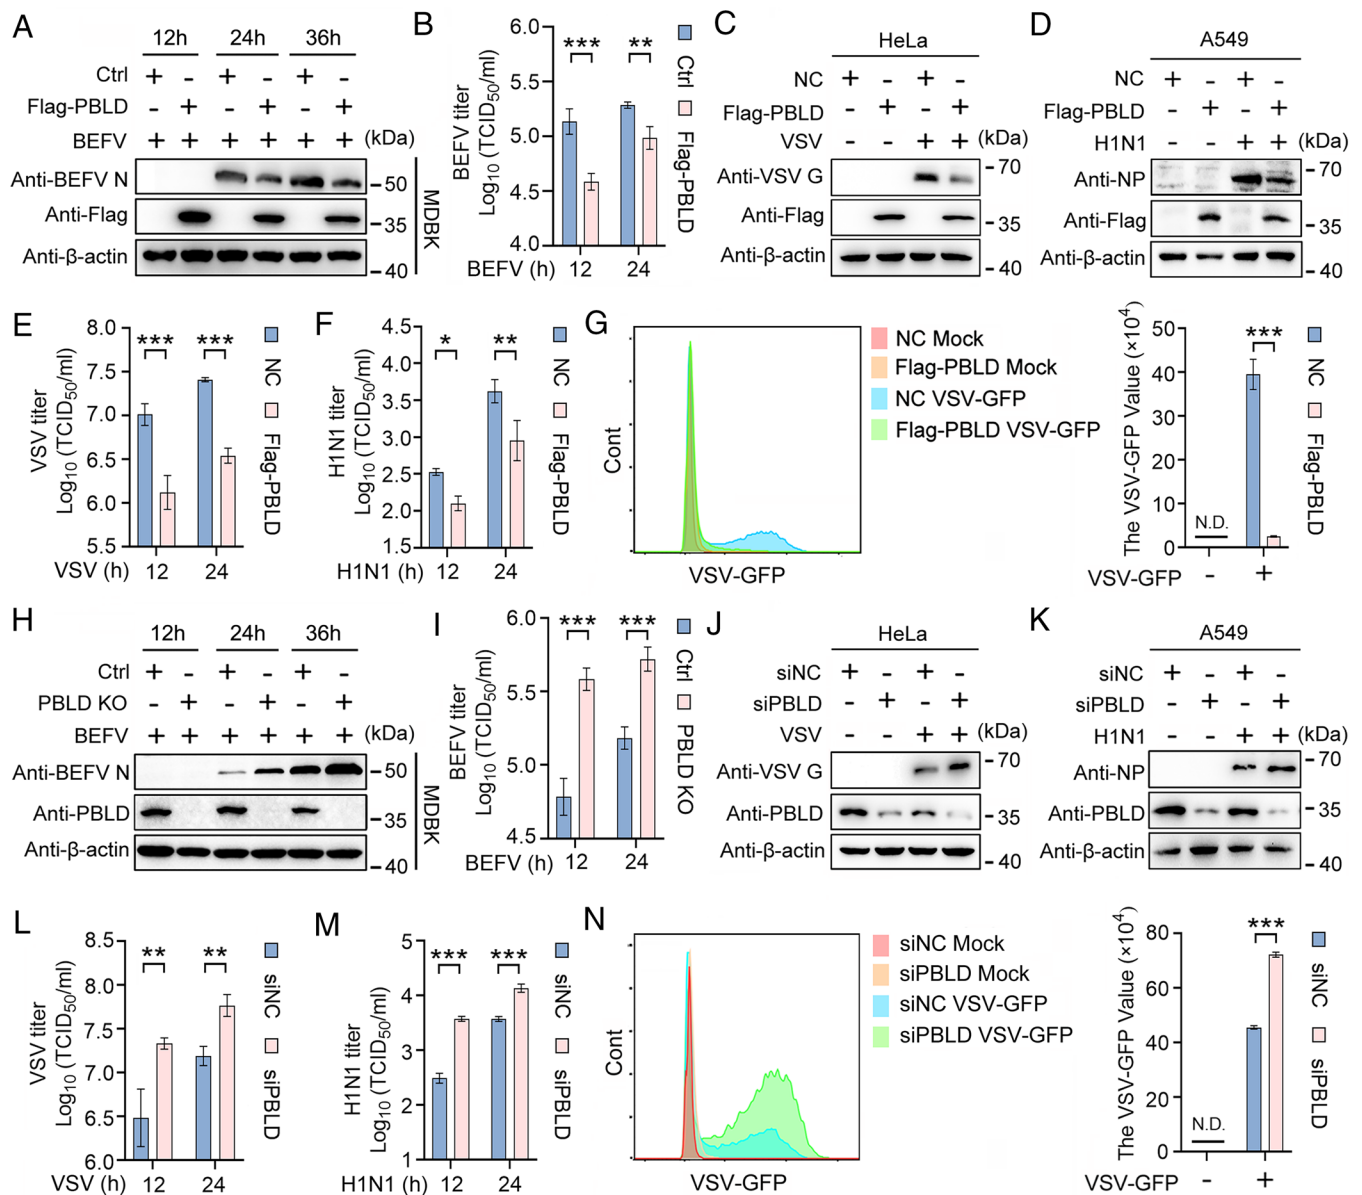 A
12h 24h 36h
Ctrl + - + - + -
Flag-PBLD - + - + - +
BEFV + + + + + + (kDa)
Anti-BEFV N -50
Anti-Flag -35
Anti-β-actin -40
MDBK
B
BEFV titer
Log10 (TCID50/ml)
6.0
5.5
5.0
4.5
4.0
*** **
BEFV (h) 12 24
Ctrl
Flag-PBLD
C
HeLa
NC + - + -
Flag-PBLD - + - +
VSV - - + + (kDa)
Anti-VSV G -70
Anti-Flag -35
Anti-β-actin -40
D
A549
NC + - + -
Flag-PBLD - + - +
H1N1 - - + + (kDa)
Anti-NP -70
Anti-Flag -35
Anti-β-actin -40
E
VSV titer
Log10 (TCID50/ml)
8.0
7.5
7.0
6.5
6.0
5.5
*** ***
VSV (h) 12 24
NC
Flag-PBLD
F
H1N1 titer
Log10 (TCID50/ml)
4.5
4.0
3.5
3.0
2.5
2.0
1.5
* **
H1N1 (h) 12 24
NC
Flag-PBLD
G
Cont
VSV-GFP
NC Mock
Flag-PBLD Mock
NC VSV-GFP
Flag-PBLD VSV-GFP
The VSV-GFP Value (×10⁴)
50
40
30
20
10
0
N.D.
***
VSV-GFP - +
NC
Flag-PBLD
H
12h 24h 36h
Ctrl + - + - + -
PBLD KO - + - + - +
BEFV + + + + + + (kDa)
Anti-BEFV N -50
Anti-PBLD -35
Anti-β-actin -40
MDBK
I
BEFV titer
Log10 (TCID50/ml)
6.0
5.5
5.0
4.5
*** ***
BEFV (h) 12 24
Ctrl
PBLD KO
J
HeLa
siNC + - + -
siPBLD - + - +
VSV - - + + (kDa)
Anti-VSV G -70
Anti-PBLD -35
Anti-β-actin -40
K
A549
siNC + - + -
siPBLD - + - +
H1N1 - - + + (kDa)
Anti-NP -70
Anti-PBLD -35
Anti-β-actin -40
L
VSV titer
Log10 (TCID50/ml)
8.5
8.0
7.5
7.0
6.5
6.0
** **
VSV (h) 12 24
siNC
siPBLD
M
H1N1 titer
Log10 (TCID50/ml)
5
4
3
2
1
*** ***
H1N1 (h) 12 24
siNC
siPBLD
N
Cont
VSV-GFP
siNC Mock
siPBLD Mock
siNC VSV-GFP
siPBLD VSV-GFP
The VSV-GFP Value (×10⁴)
80
60
40
20
0
N.D.
***
VSV-GFP - +
siNC
siPBLD